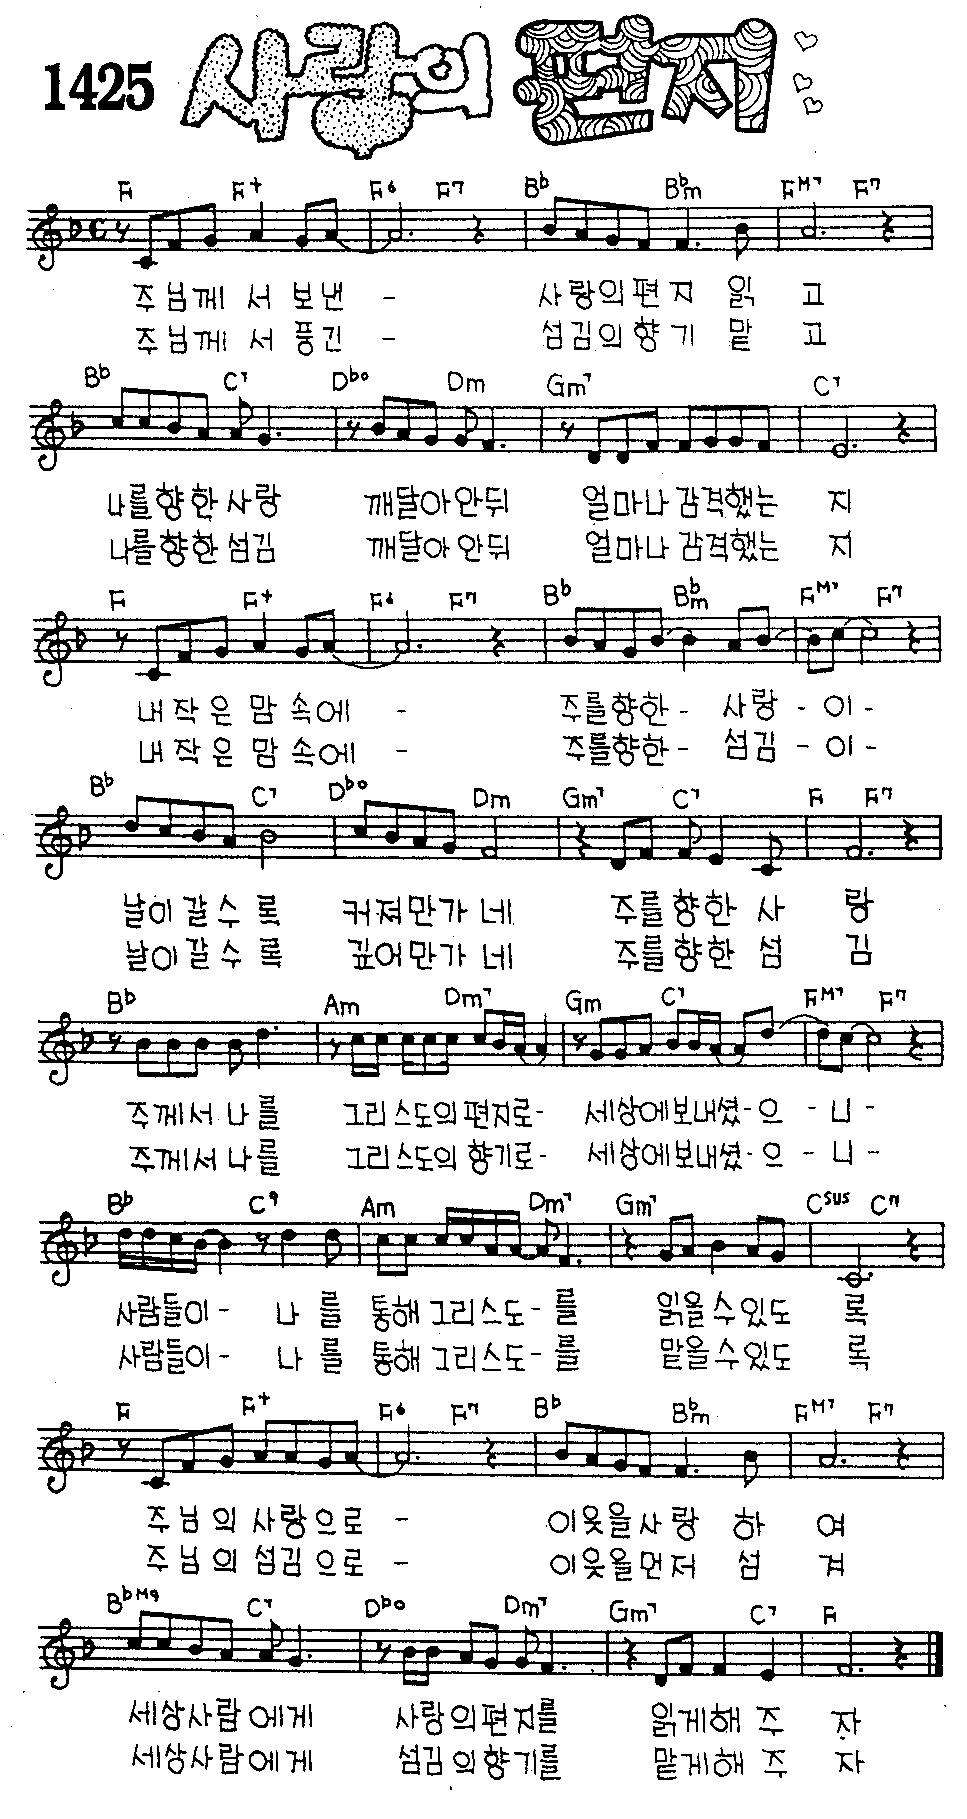 1425 사랑의 편지
F F+ F6 F7 Bb Bbm FM7 F7
주님께 서 보낸 - 사랑의편지 읽 고
주님께 서 풍긴 - 섬김의향기 맡 고
Bb C7 Dbo Dm Gm7 C7
나를향한사랑 깨달아안뒤 얼마나감격했는 지
나를향한섬김 깨달아안뒤 얼마나감격했는 지
F F+ F6 F7 Bb Bbm FM7 F7
내 작 은 맘 속에 - 주를향한- 사랑 - 이-
내 작 은 맘 속에 - 주를향한- 섬김 - 이-
Bb C7 Dbo Dm Gm7 C7 F F7
날이갈수 록 커져만가 네 주를향한 사 랑
날이갈수 록 깊어만가 네 주를향한 섬 김
Bb Am Dm7 Gm C7 FM7 F7
주께서 나 를 그리스도의편지로- 세상에보내셨-으 - 니 -
주께서 나 를 그리스도의향기로- 세상에보내셨-으 - 니 -
Bb C9 Am Dm7 Gm7 Csus C7
사람들이- 나 를 통해그리스도-를 읽을수있도 록
사람들이- 나 를 통해그리스도-를 맡을수있도 록
F F+ F6 F7 Bb Bbm FM7 F7
주 님 의 사랑으로 - 이웃을사랑 하 여
주 님 의 섬김으로 - 이웃을먼저 섬 겨
BbM9 C7 Dbo Dm7 Gm7 C7 F
세상사람에게 사랑의편지를 읽게해 주 자
세상사람에게 섬김의향기를 맡게해 주 자